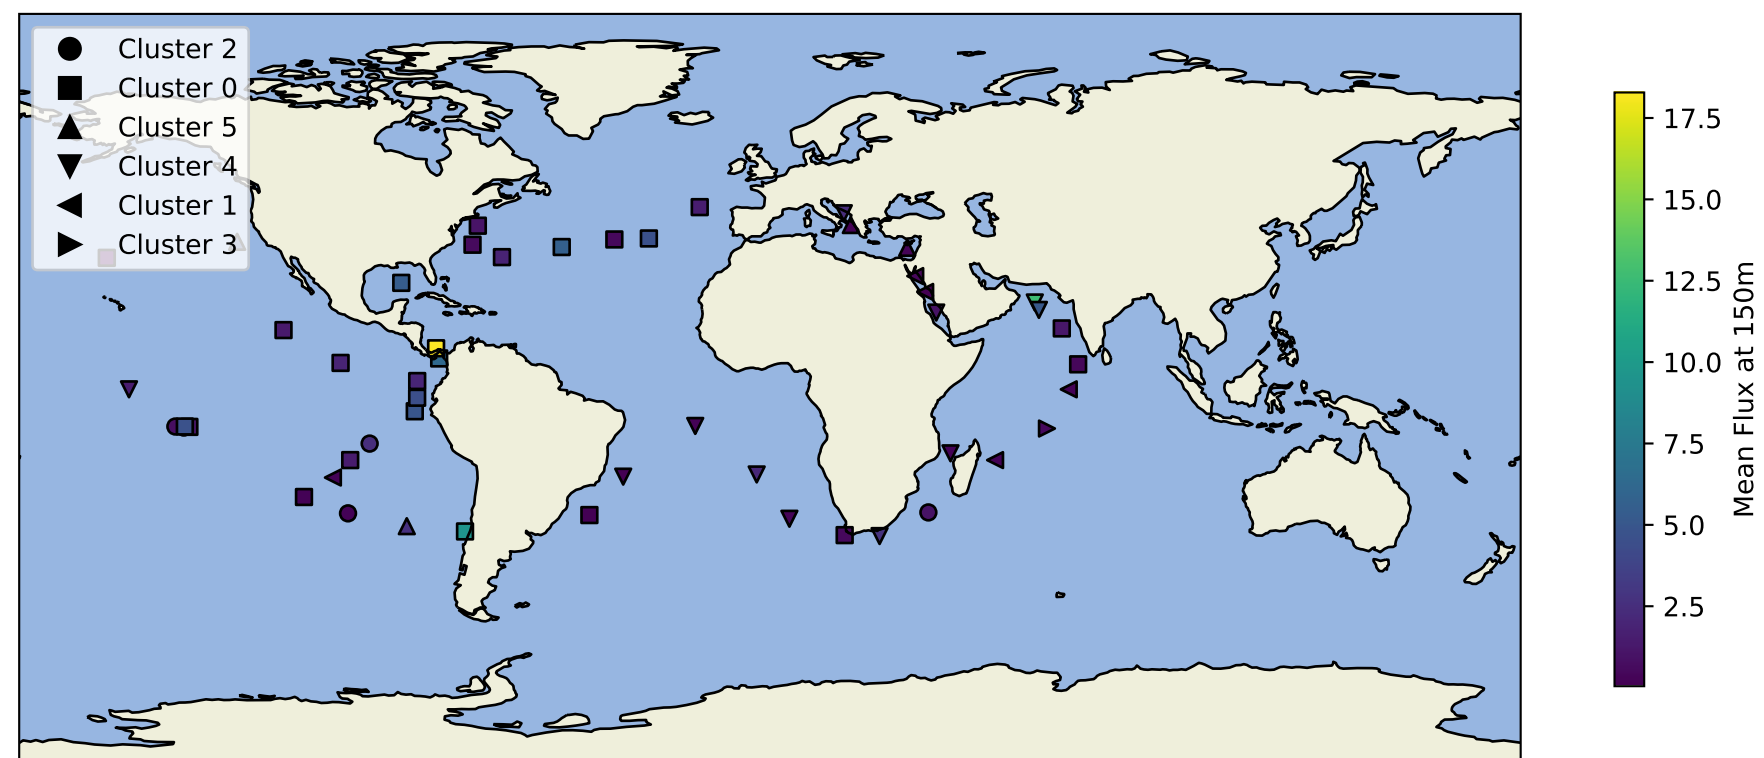 Cluster 2
Cluster 0
Cluster 5
Cluster 4
Cluster 1
Cluster 3
17.5
15.0
12.5
10.0
7.5
5.0
2.5
Mean Flux at 150m